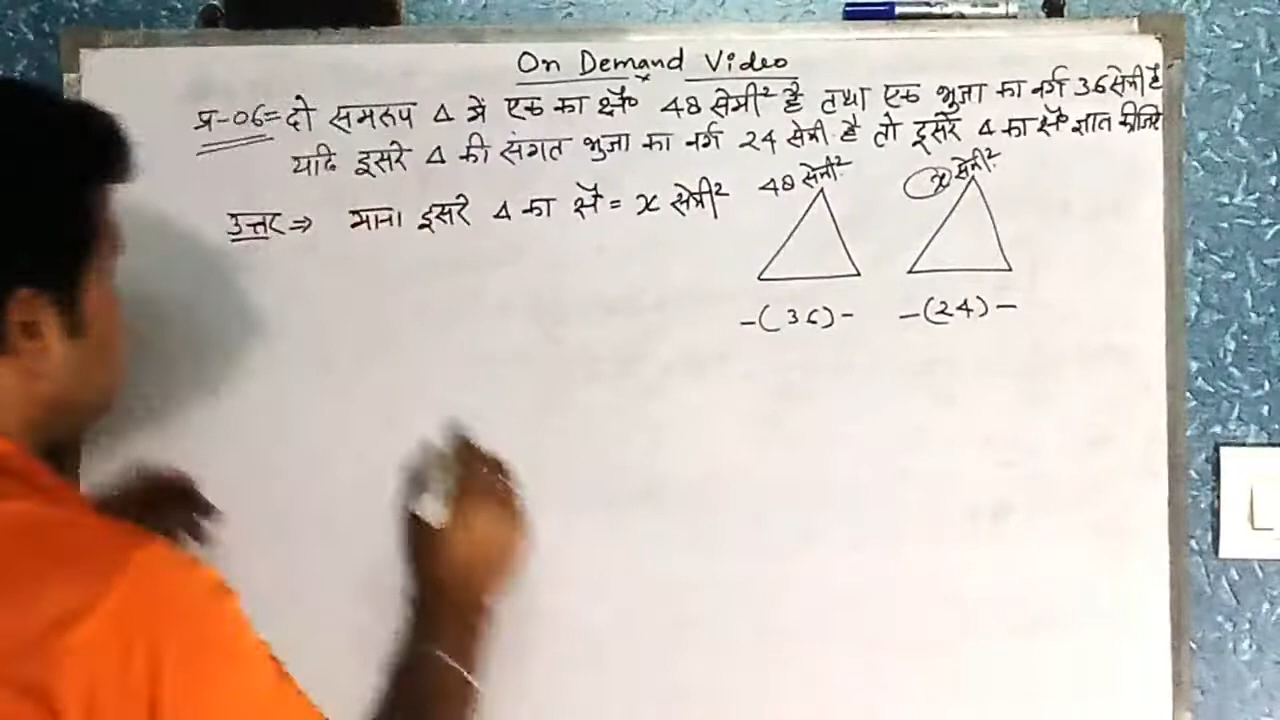 On Demand Video
प्र-06= दो समरूप Δ में एक का क्षे० 48 सेमी² है तथा एक भुजा का वर्ग 36 सेमी है
यदि दूसरे Δ की संगत भुजा का वर्ग 24 सेमी है तो दूसरे Δ का क्षे० ज्ञात कीजिए
उत्तर ⇒ माना दूसरे Δ का क्षे० = x सेमी²
48 सेमी² x सेमी²
-(36)- -(24)-